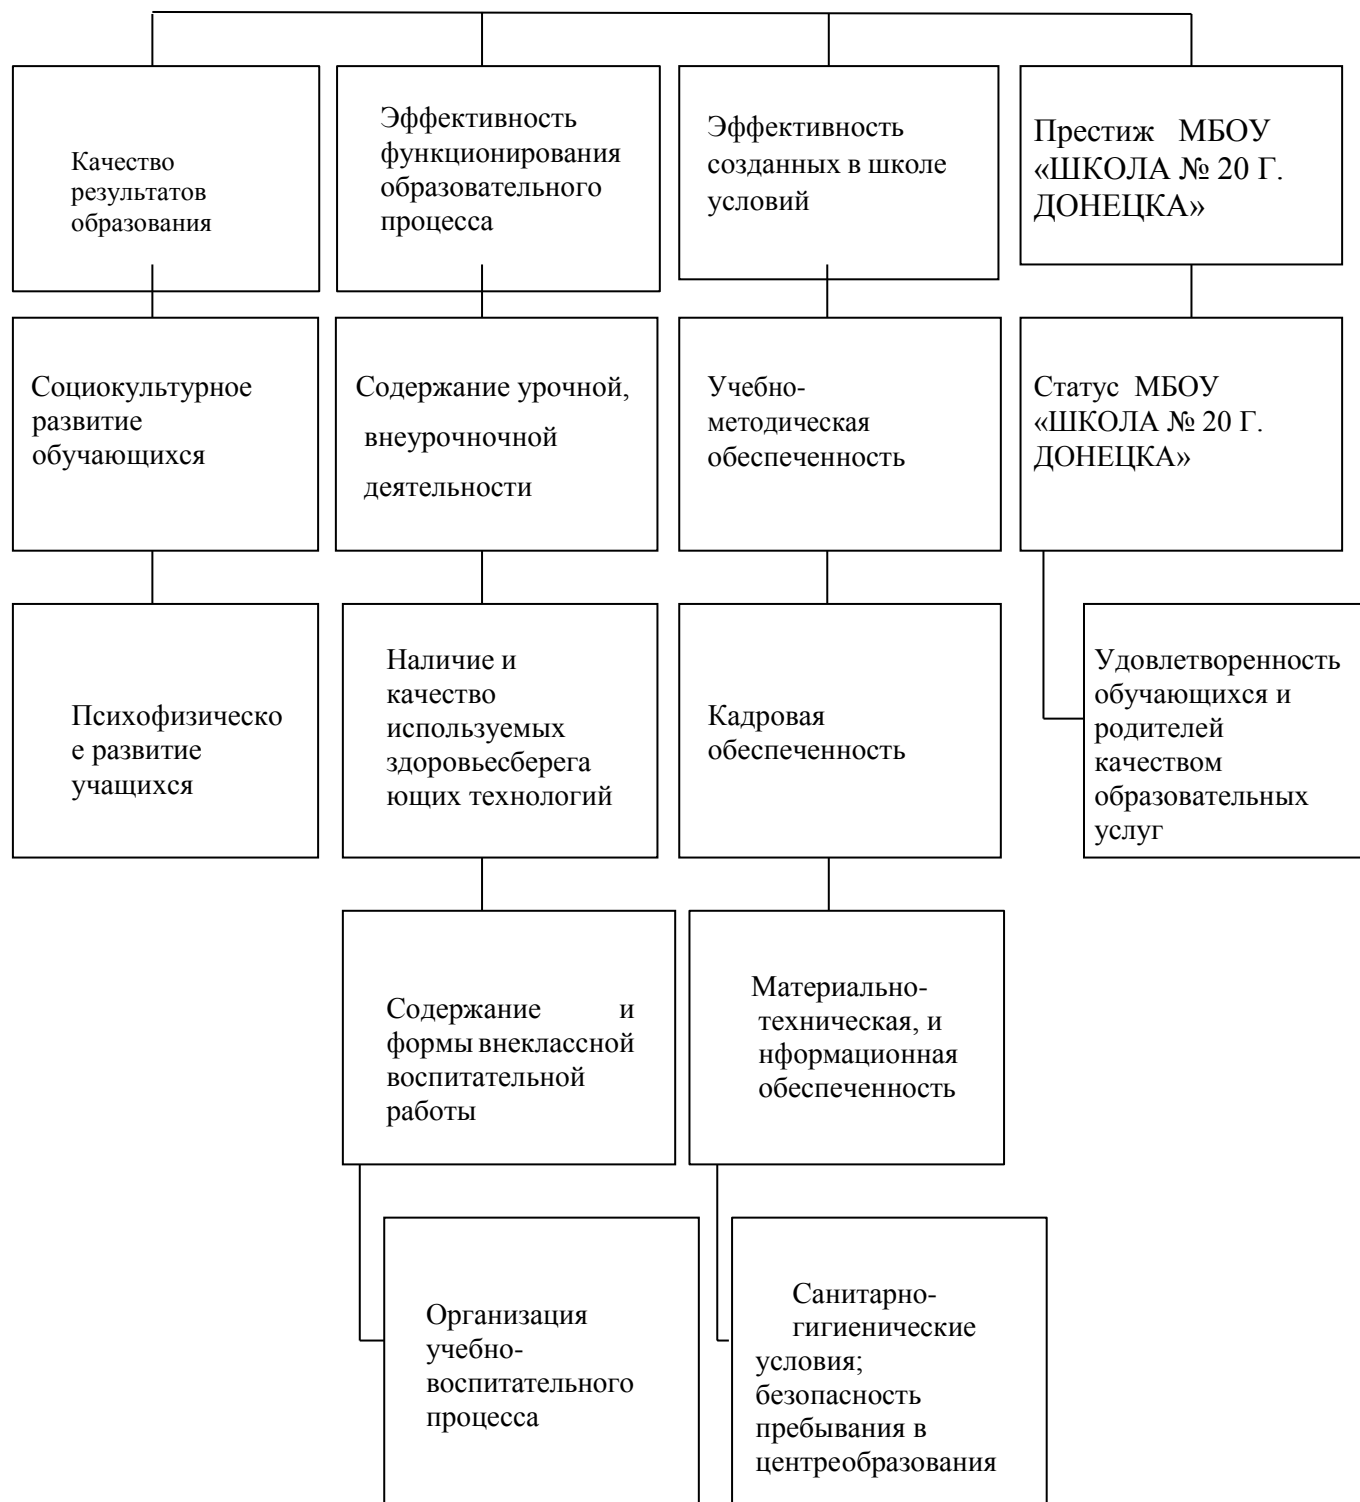 Качество
результатов
образования
Эффективность
функционирования
образовательного
процесса
Эффективность
созданных в школе
условий
Престиж МБОУ
«ШКОЛА № 20 Г.
ДОНЕЦКА»
Социокультурное
развитие
обучающихся
Содержание урочной,
внеурочночной
деятельности
Учебно-
методическая
обеспеченность
Статус МБОУ
«ШКОЛА № 20 Г.
ДОНЕЦКА»
Психофизическо
е развитие
учащихся
Наличие и
качество
используемых
здоровьесберега
ющих технологий
Кадровая
обеспеченность
Удовлетворенность
обучающихся и
родителей
качеством
образовательных
услуг
Содержание и
формы внеклассной
воспитательной
работы
Материально-
техническая, и
нформационная
обеспеченность
Организация
учебно-
воспитательного
процесса
Санитарно-
гигиенические
условия;
безопасность
пребывания в
центреобразования